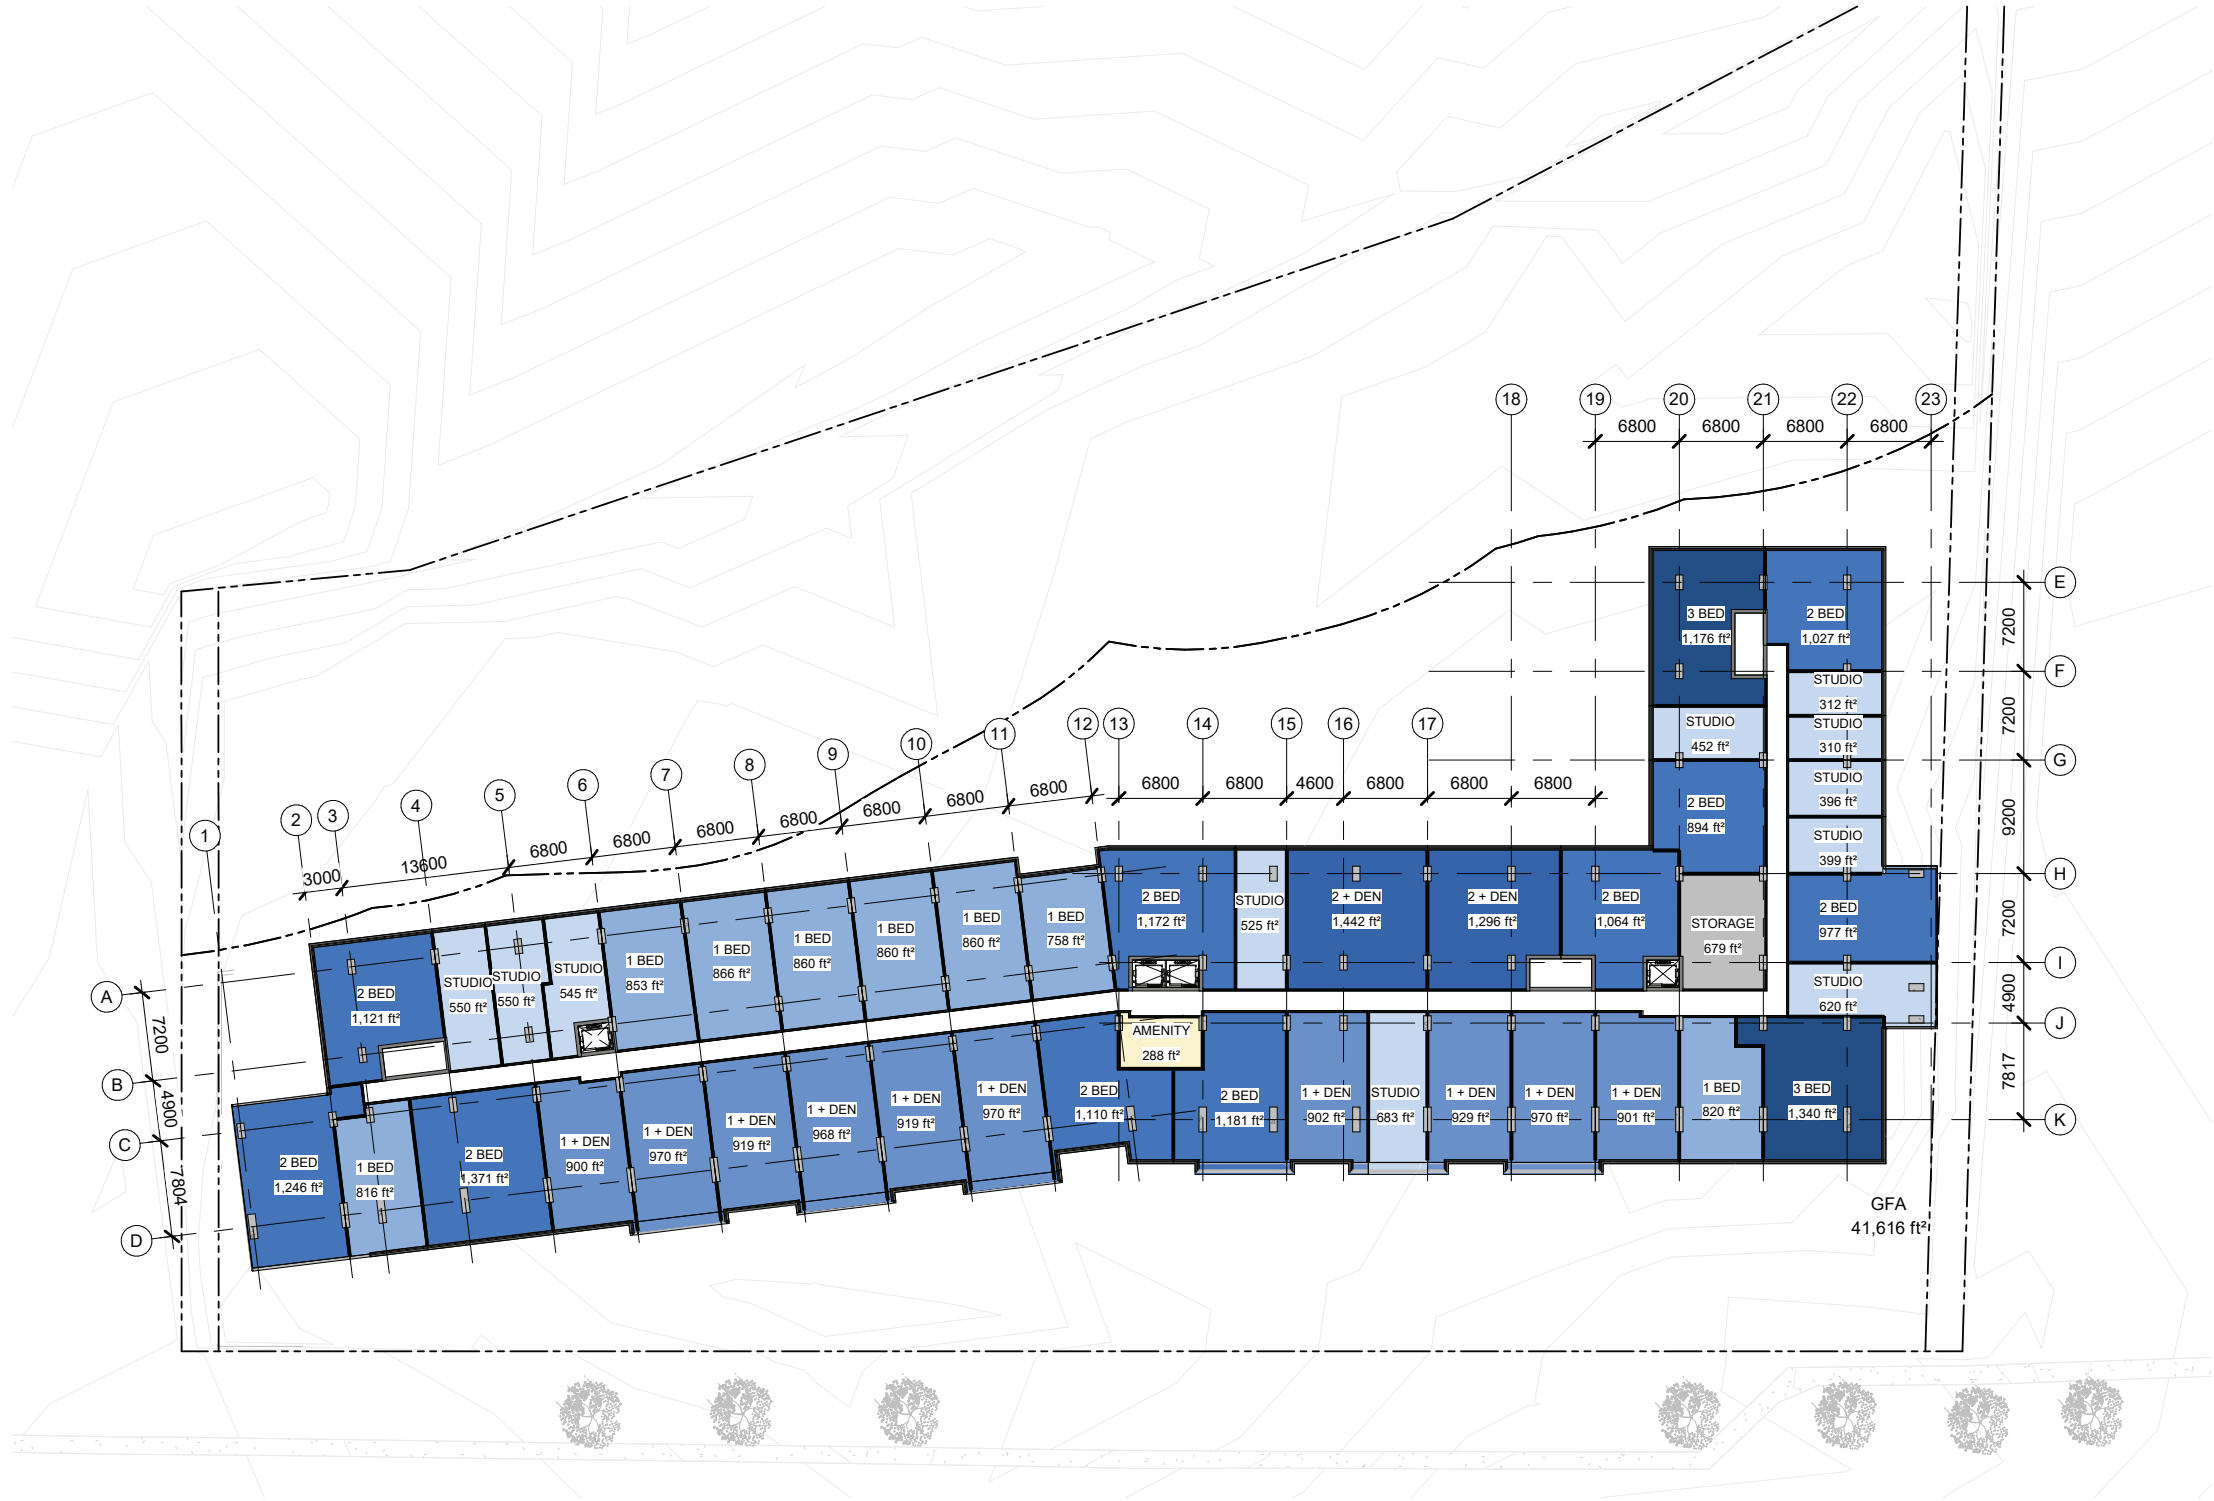 18
19
20
21
22
23
6800
6800
6800
6800
E
7200
F
7200
G
9200
H
7200
I
4900
J
7817
K
3 BED
1,176 ft²
2 BED
1,027 ft²
STUDIO
312 ft²
STUDIO
452 ft²
STUDIO
310 ft²
STUDIO
396 ft²
2 BED
894 ft²
STUDIO
399 ft²
12
13
14
15
16
17
6800
6800
4600
6800
6800
6800
1
2
3
4
5
6
7
8
9
10
11
3000
13600
6800
6800
6800
6800
6800
6800
6800
A
7200
B
4900
C
7804
D
2 BED
1,121 ft²
STUDIO
550 ft²
STUDIO
550 ft²
STUDIO
545 ft²
1 BED
853 ft²
1 BED
866 ft²
1 BED
860 ft²
1 BED
860 ft²
1 BED
860 ft²
1 BED
758 ft²
2 BED
1,172 ft²
STUDIO
525 ft²
2 + DEN
1,442 ft²
2 + DEN
1,296 ft²
2 BED
1,064 ft²
STORAGE
679 ft²
2 BED
977 ft²
STUDIO
620 ft²
AMENITY
288 ft²
2 BED
1,246 ft²
1 BED
816 ft²
2 BED
1,371 ft²
1 + DEN
900 ft²
1 + DEN
970 ft²
1 + DEN
919 ft²
1 + DEN
968 ft²
1 + DEN
919 ft²
1 + DEN
970 ft²
2 BED
1,110 ft²
2 BED
1,181 ft²
1 + DEN
902 ft²
STUDIO
683 ft²
1 + DEN
929 ft²
1 + DEN
970 ft²
1 + DEN
901 ft²
1 BED
820 ft²
3 BED
1,340 ft²
GFA
41,616 ft²